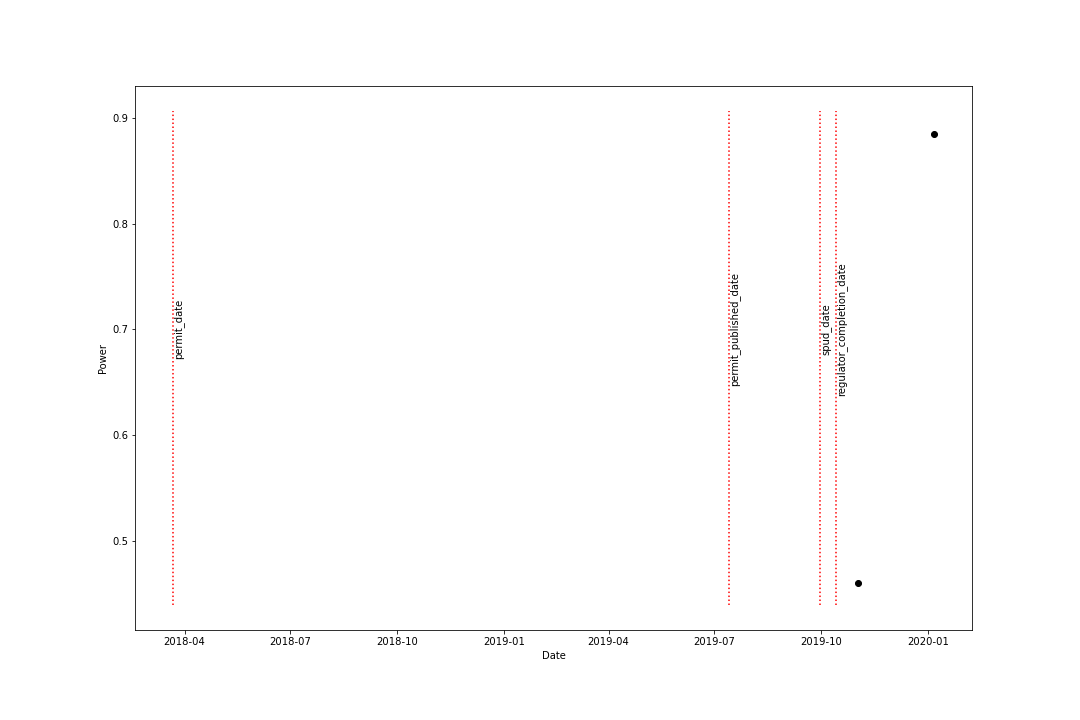 0.9
0.8
0.7
0.6
0.5
Power
permit_date
permit_published_date
spud_date
regulator_completion_date
2018-04
2018-07
2018-10
2019-01
2019-04
2019-07
2019-10
2020-01
Date